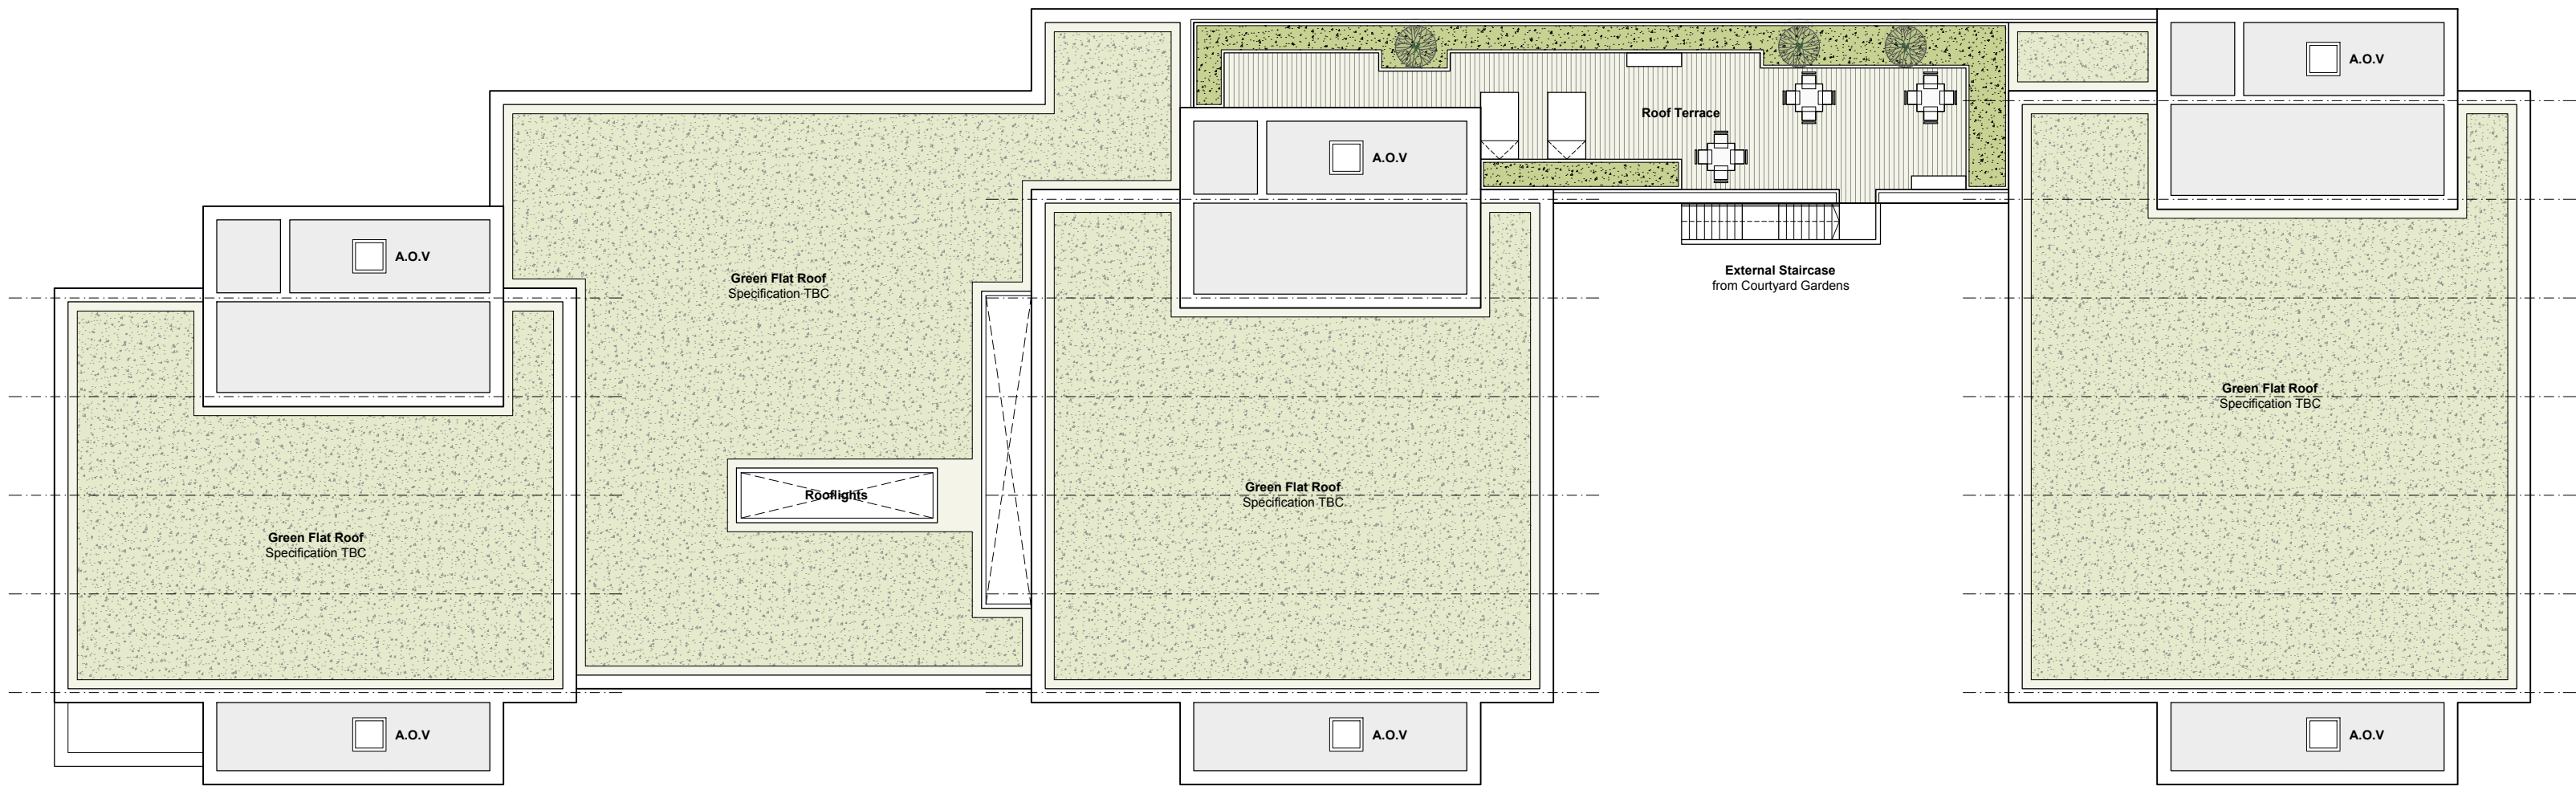 A.O.V
Roof Terrace
A.O.V
A.O.V
External Staircase
from Courtyard Gardens
Green Flat Roof
Specification TBC
Green Flat Roof
Specification TBC
Green Flat Roof
Specification TBC
Rooflights
Green Flat Roof
Specification TBC
A.O.V
A.O.V
A.O.V